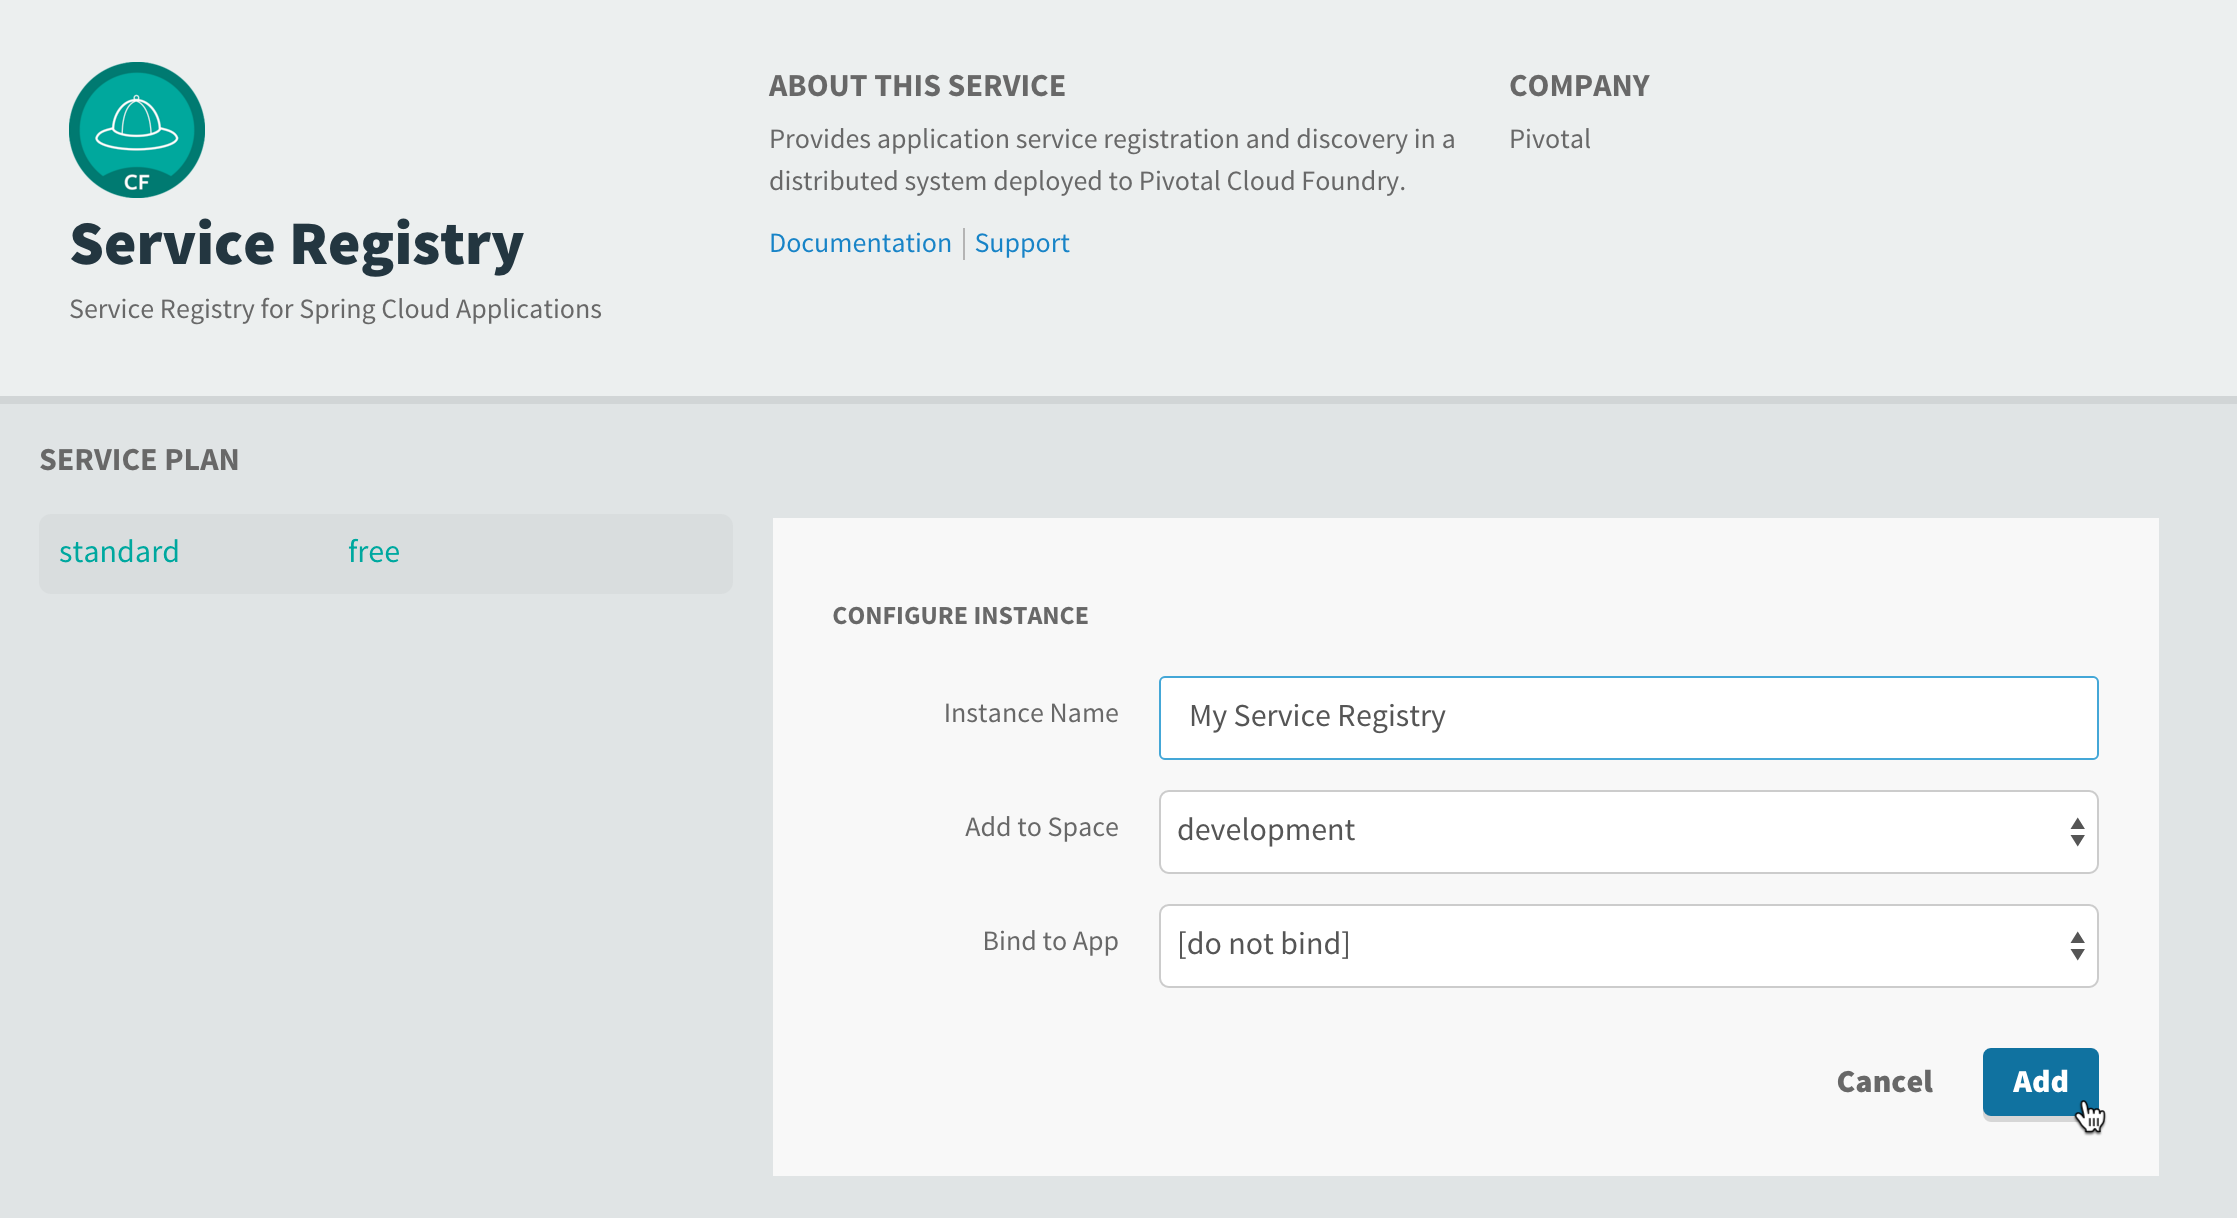 CF
Service Registry
Service Registry for Spring Cloud Applications
ABOUT THIS SERVICE
Provides application service registration and discovery in a
distributed system deployed to Pivotal Cloud Foundry.
Documentation | Support
COMPANY
Pivotal
SERVICE PLAN
standard free
CONFIGURE INSTANCE
Instance Name My Service Registry
Add to Space development
Bind to App [do not bind]
Cancel Add